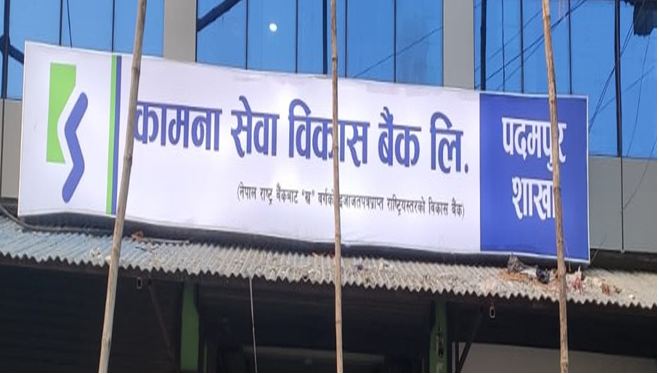 कामना सेवा विकास बैंक लि.
(नेपाल राष्ट्र बैंकबाट "ख" वर्गको इजाजतपत्रप्राप्त राष्ट्रियस्तरको विकास बैंक)
पदमपुर
शाखा